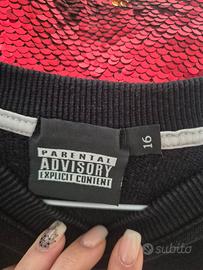 PARENTAL
ADVISORY
EXPLICIT CONTENT
16
subito